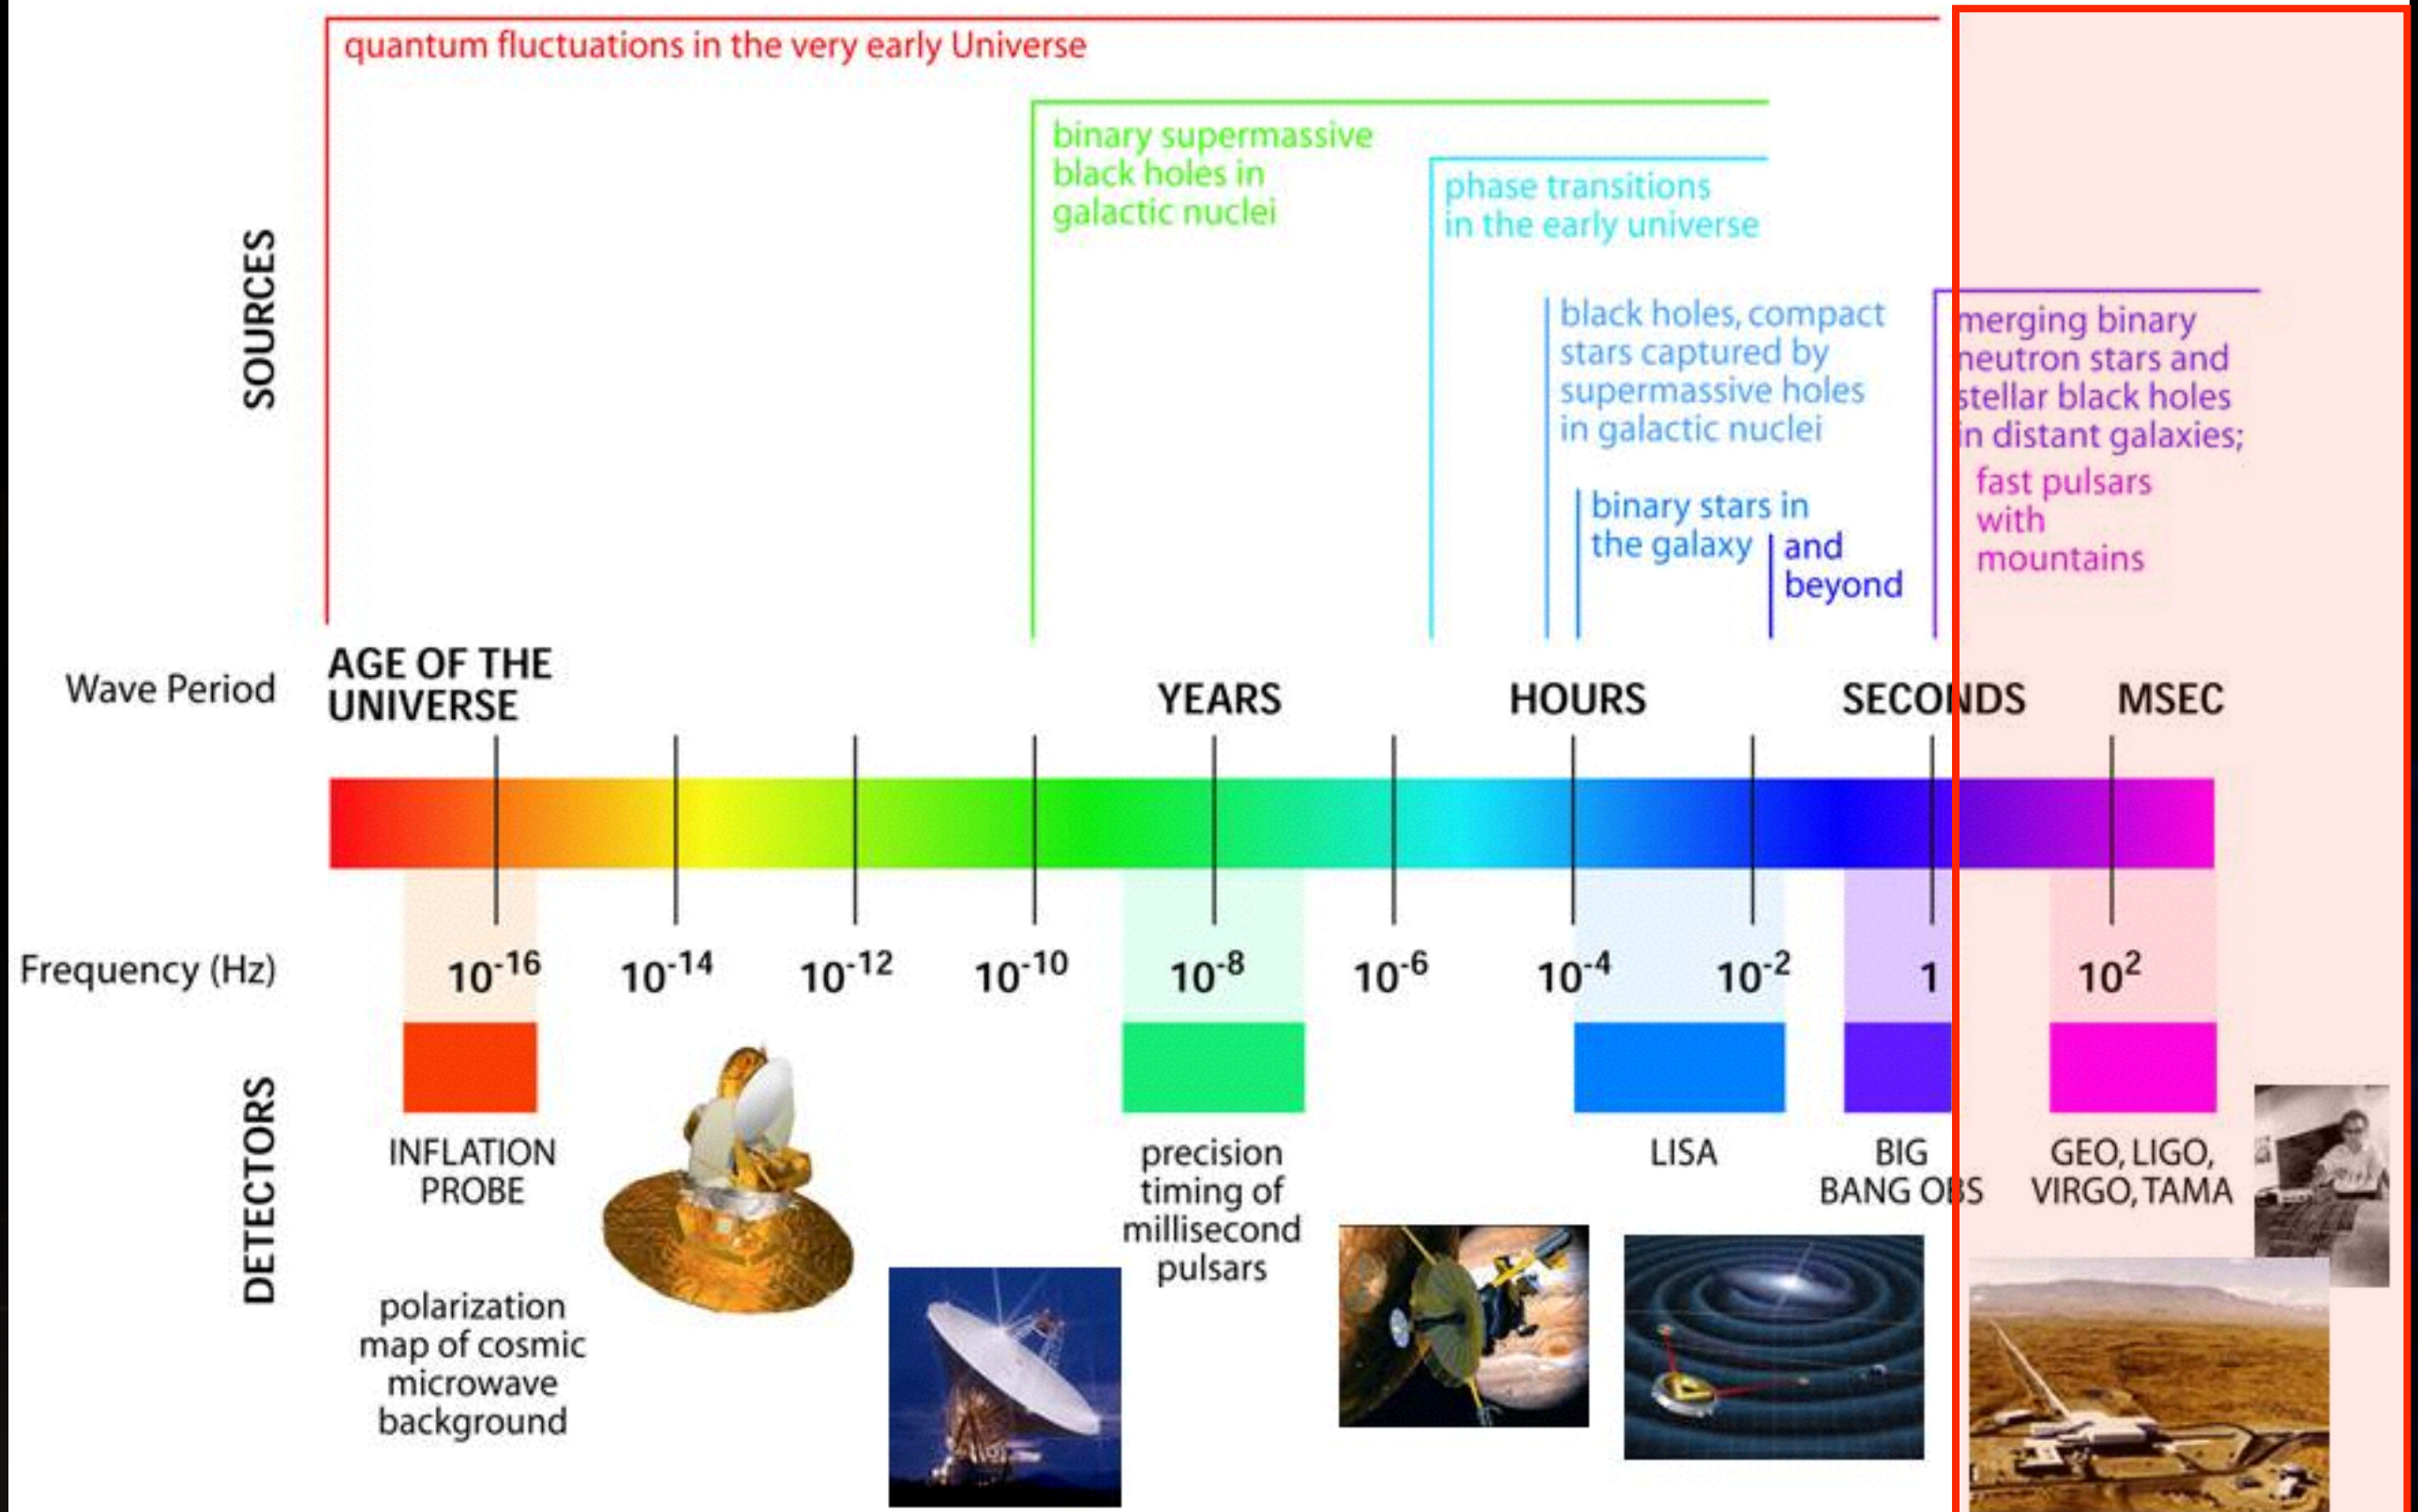 quantum fluctuations in the very early Universe
binary supermassive
black holes in
galactic nuclei
phase transitions
in the early universe
black holes, compact
stars captured by
supermassive holes
in galactic nuclei
binary stars in
the galaxy
and
beyond
merging binary
neutron stars and
stellar black holes
in distant galaxies;
fast pulsars
with
mountains
SOURCES
Wave Period
AGE OF THE
UNIVERSE
YEARS
HOURS
SECONDS
MSEC
Frequency (Hz)
10⁻¹⁶
10⁻¹⁴
10⁻¹²
10⁻¹⁰
10⁻⁸
10⁻⁶
10⁻⁴
10⁻²
1
10²
DETECTORS
INFLATION
PROBE
polarization
map of cosmic
microwave
background
precision
timing of
millisecond
pulsars
LISA
BIG
BANG OBS
GEO, LIGO,
VIRGO, TAMA